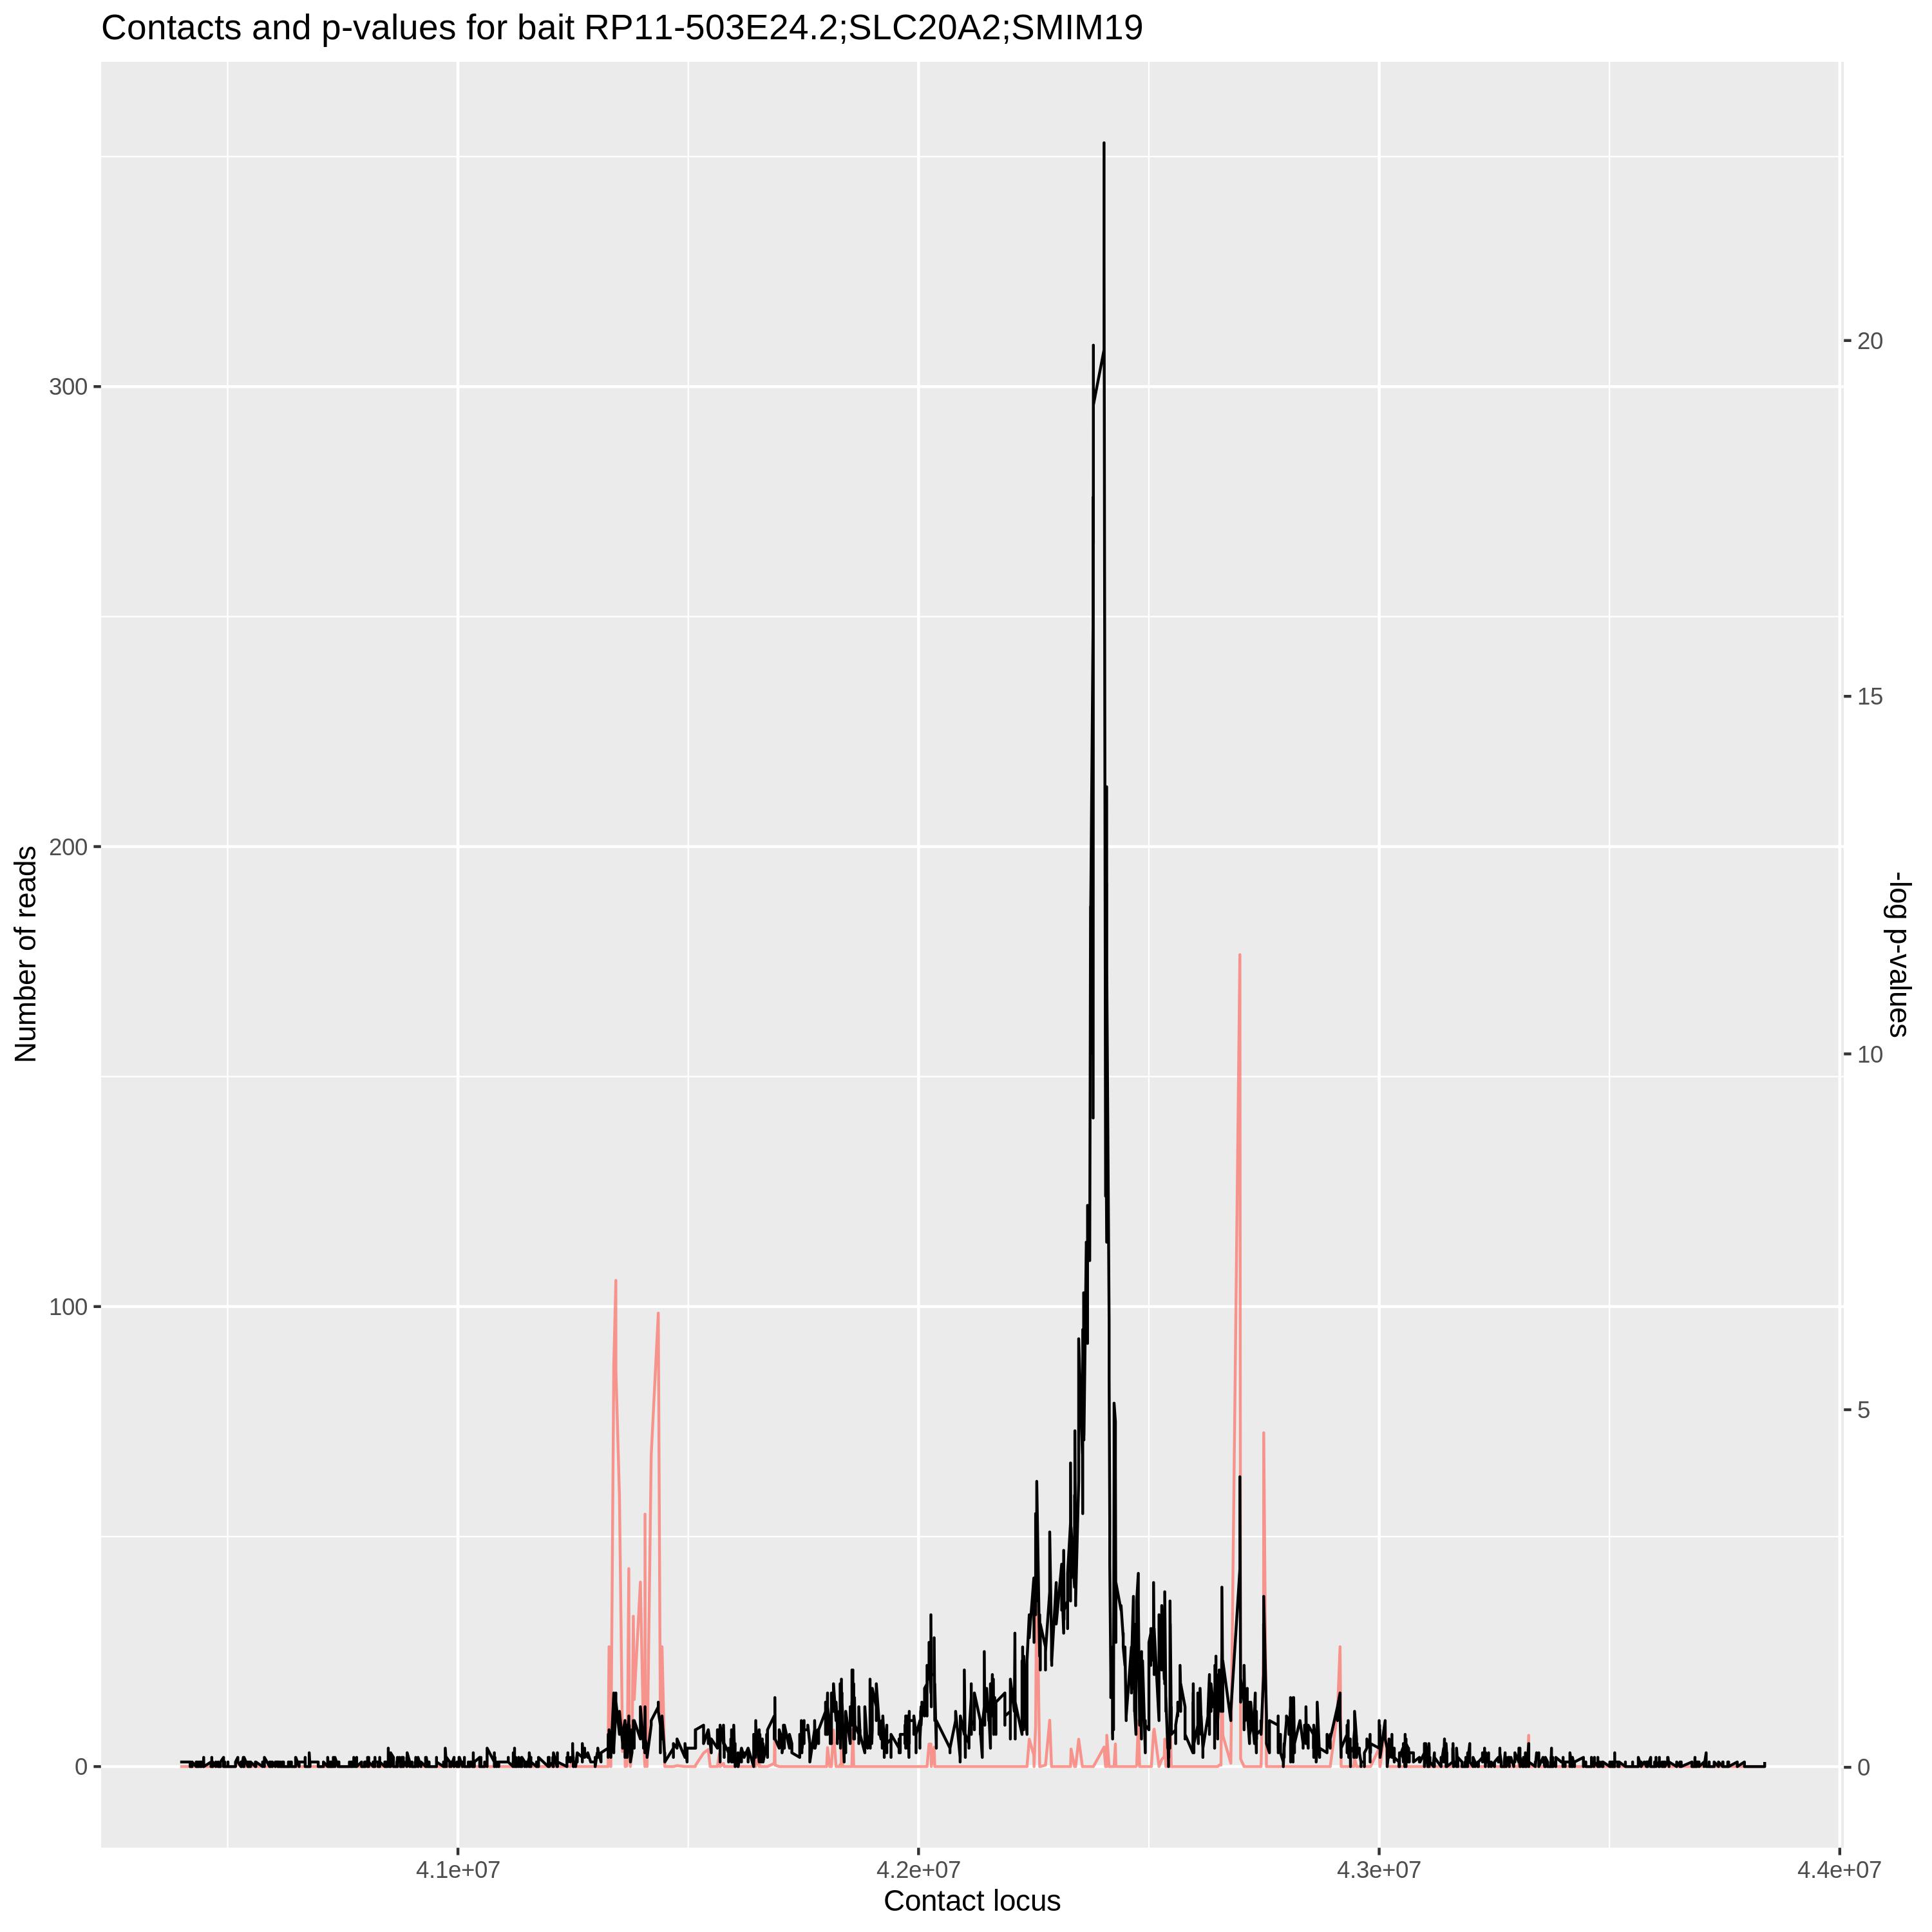 Contacts and p-values for bait RP11-503E24.2;SLC20A2;SMIM19
Number of reads
300
200
100
0
20
15
10
5
0
-log p-values
4.1e+07
4.2e+07
4.3e+07
4.4e+07
Contact locus